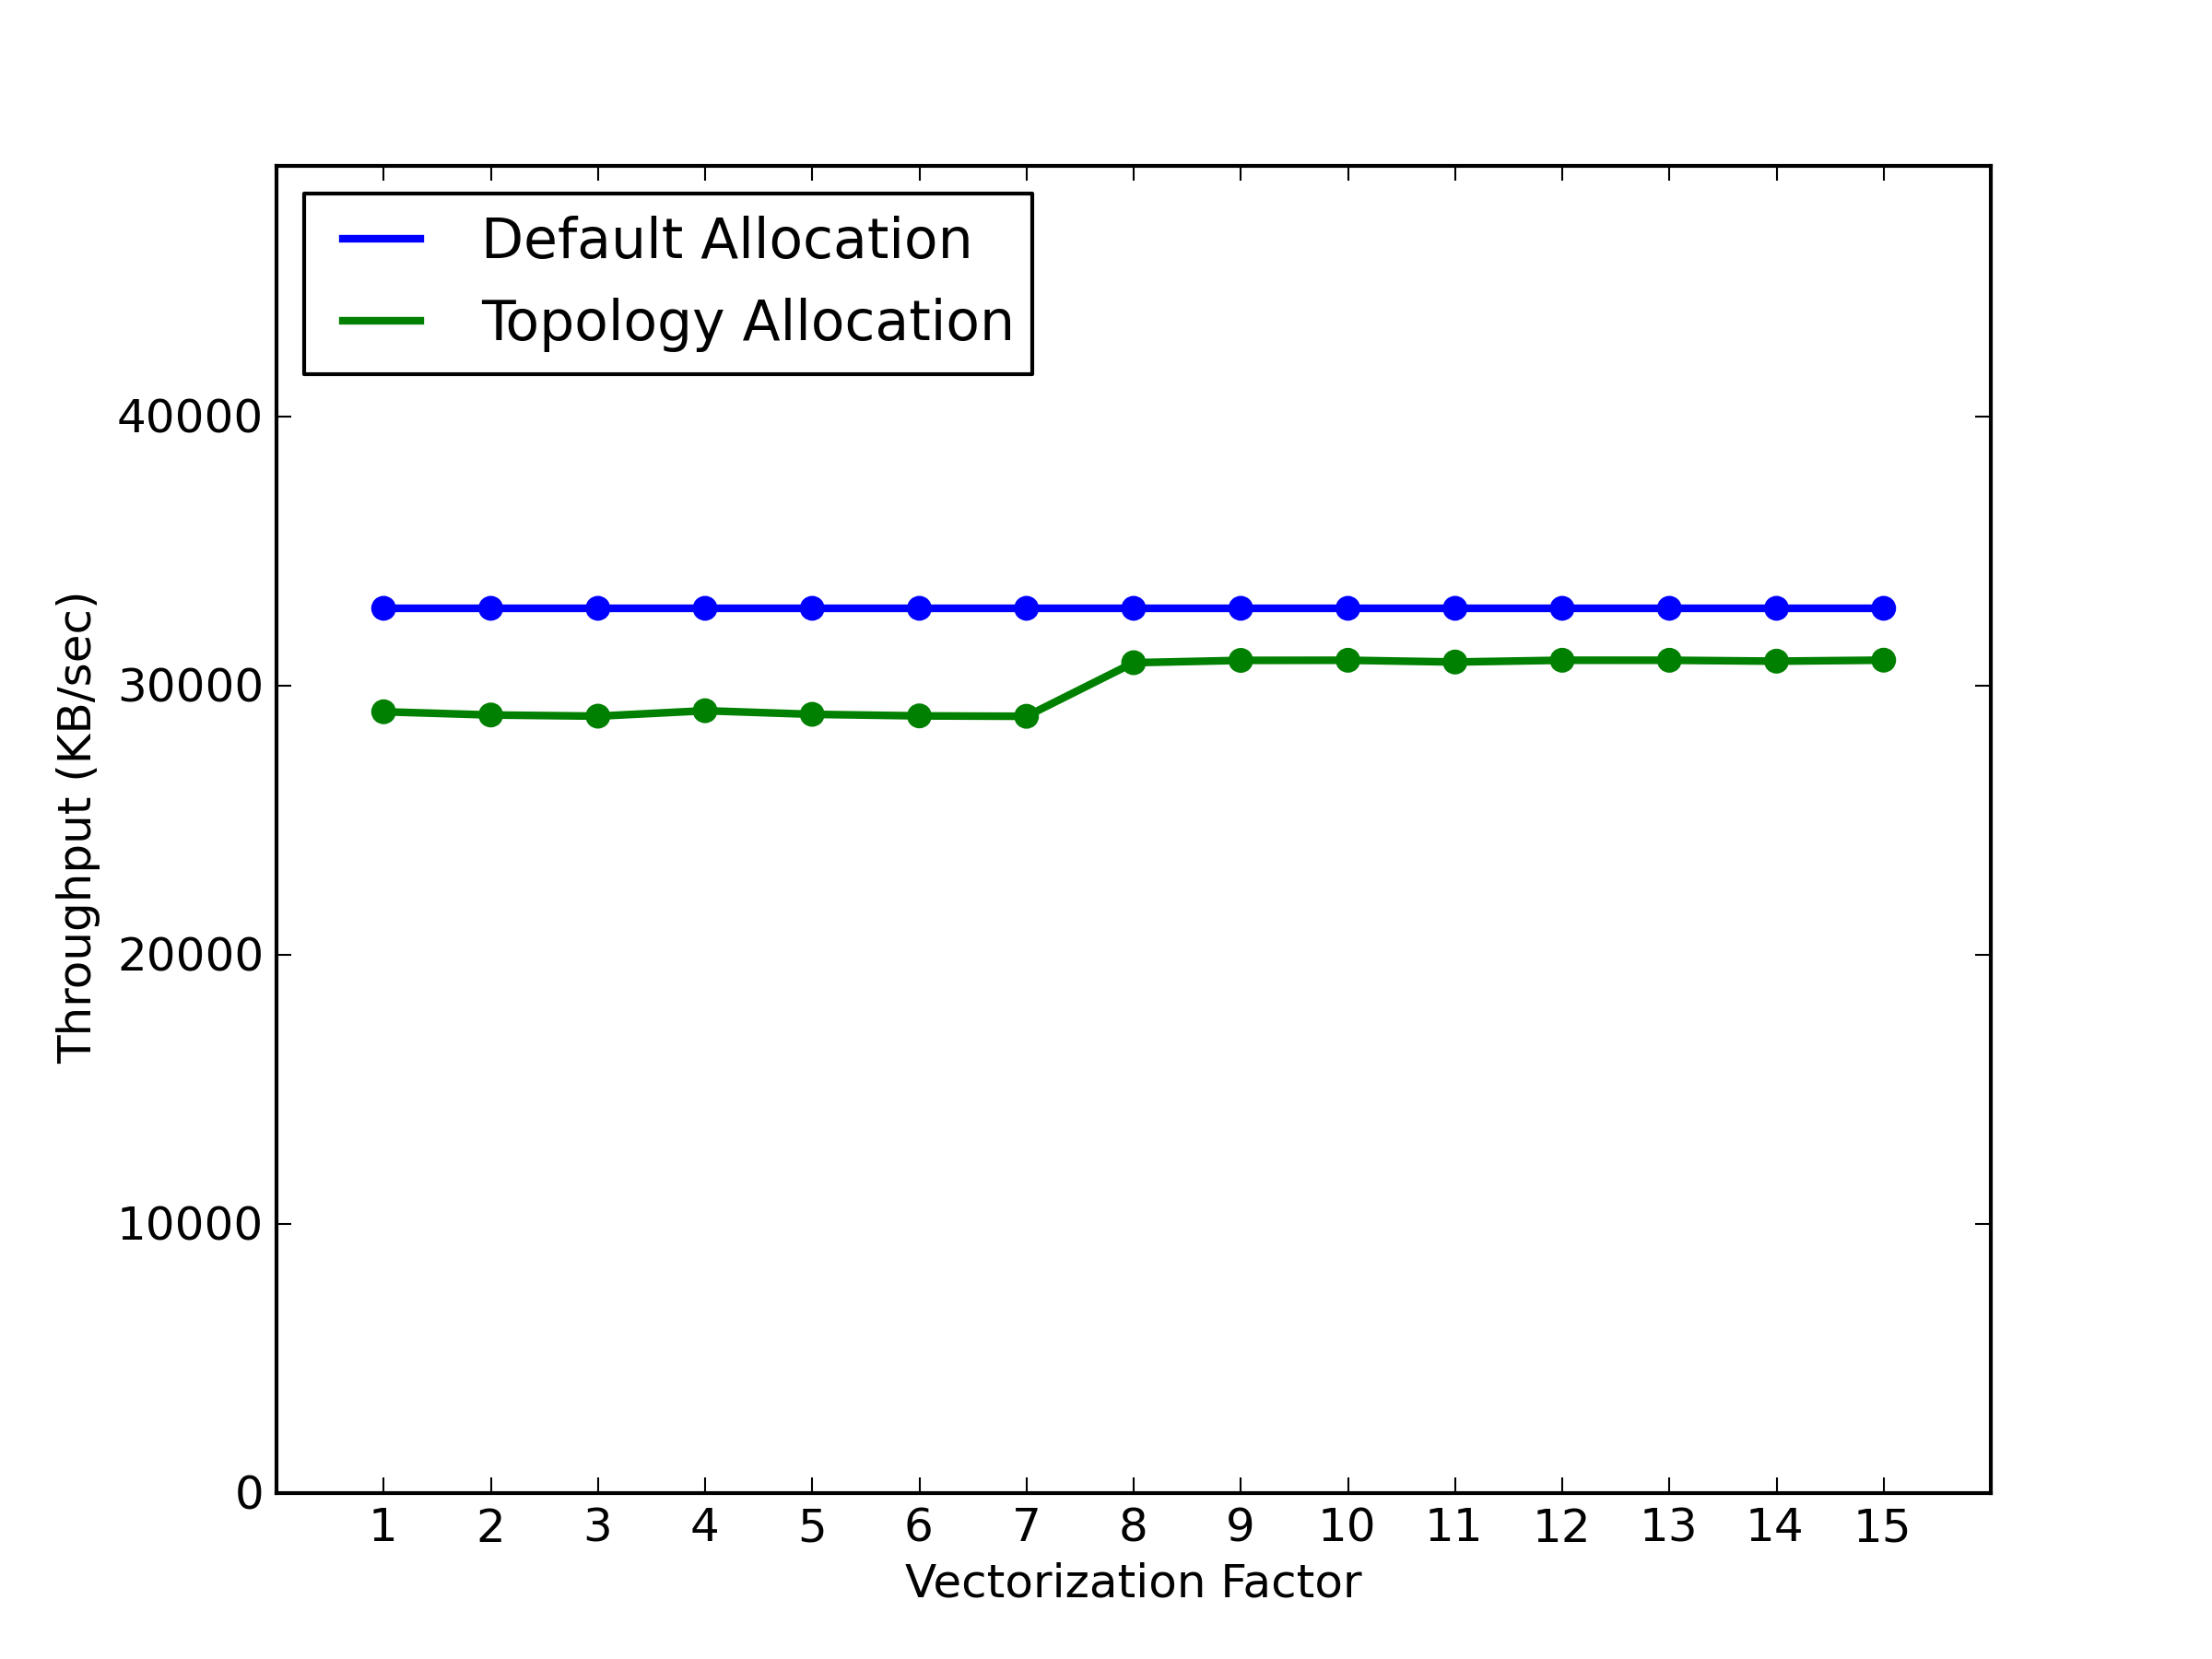 Default Allocation
Topology Allocation
40000
30000
20000
10000
0
Throughput (KB/sec)
1 2 3 4 5 6 7 8 9 10 11 12 13 14 15
Vectorization Factor